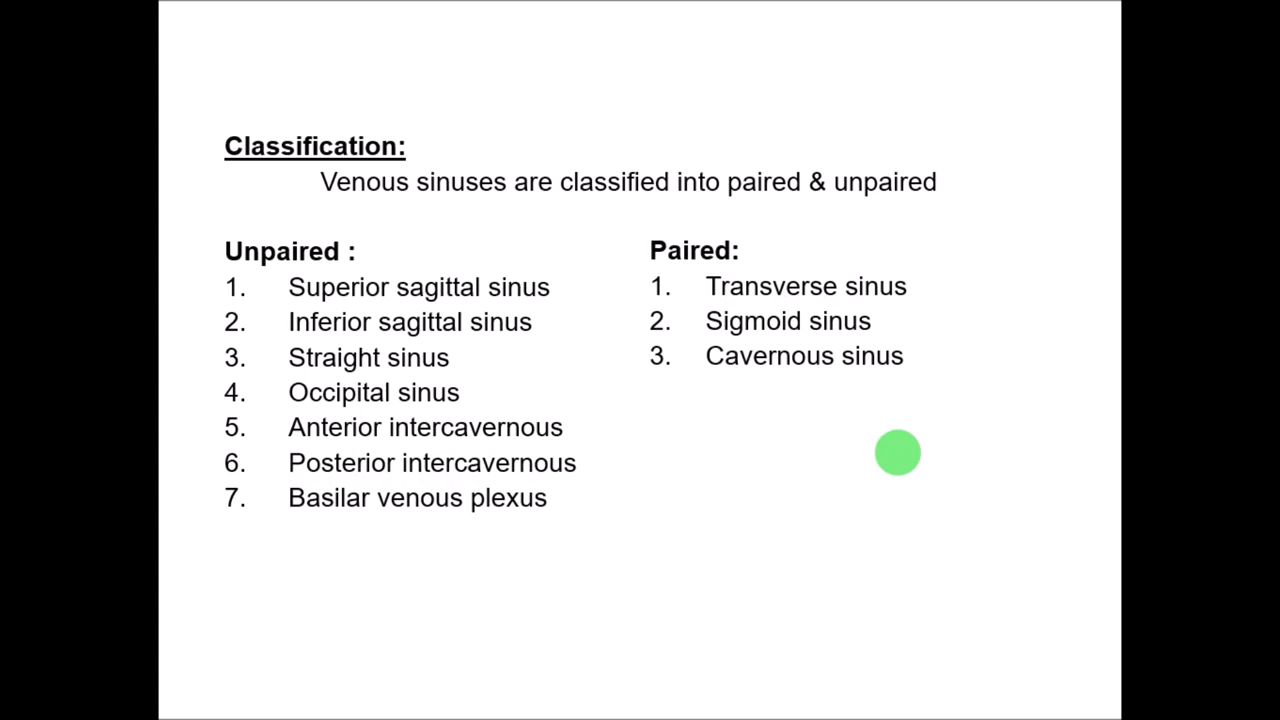 Classification:
Venous sinuses are classified into paired & unpaired
Unpaired :
1. Superior sagittal sinus
2. Inferior sagittal sinus
3. Straight sinus
4. Occipital sinus
5. Anterior intercavernous
6. Posterior intercavernous
7. Basilar venous plexus
Paired:
1. Transverse sinus
2. Sigmoid sinus
3. Cavernous sinus